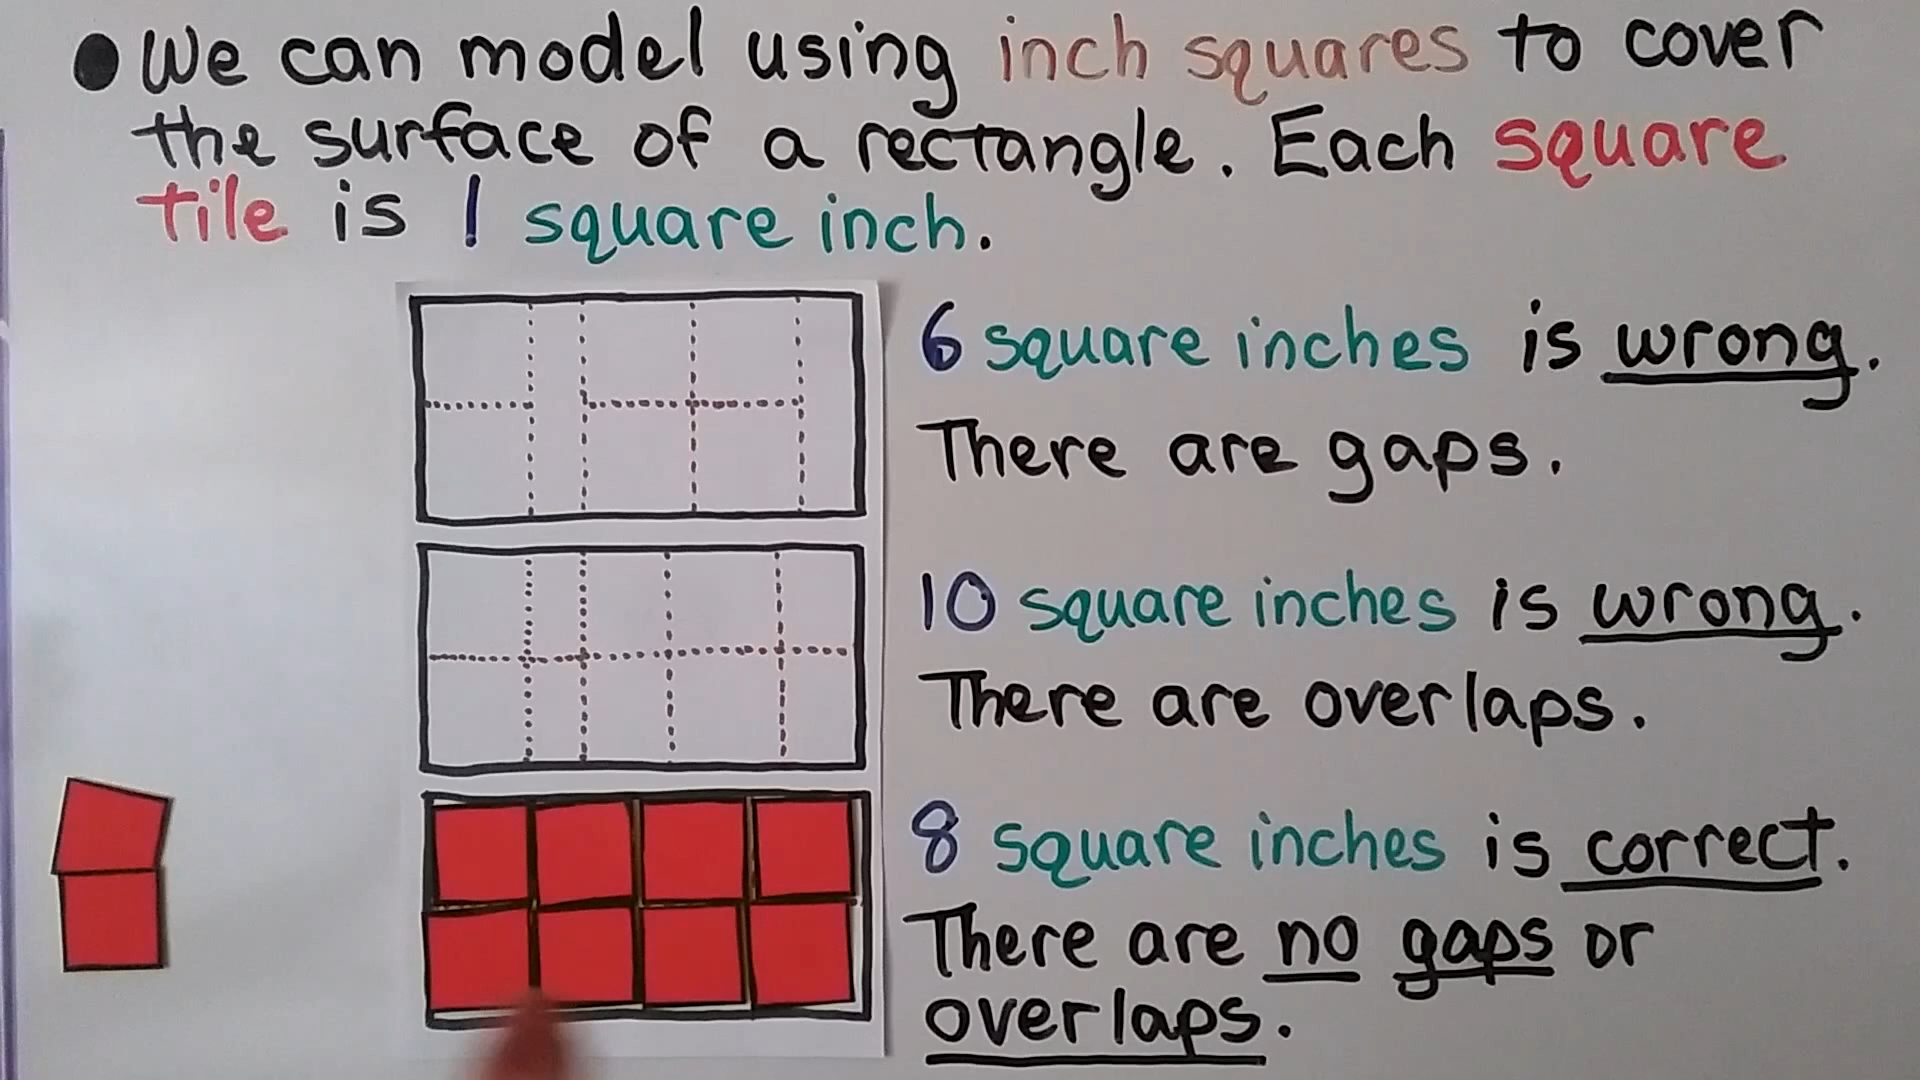 We can model using inch squares to cover
the surface of a rectangle. Each square
tile is 1 square inch.
6 square inches is wrong.
There are gaps.
10 square inches is wrong.
There are overlaps.
8 square inches is correct.
There are no gaps or
overlaps.